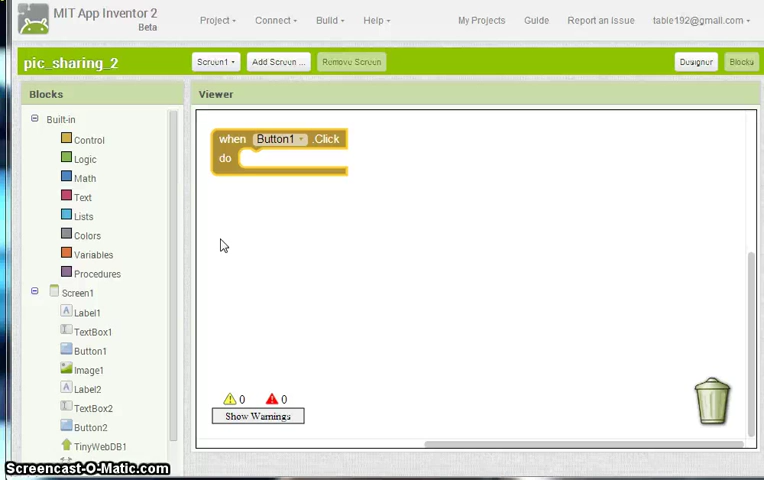 MIT App Inventor 2
Beta
Project Connect Build Help My Projects Guide Report an Issue tabie192@gmail.com
pic_sharing_2 Screen1 Add Screen ... Remove Screen Designer Blocks
Blocks Viewer
Built-in
Control
Logic
Math
Text
Lists
Colors
Variables
Procedures
Screen1
Label1
TextBox1
Button1
Image1
Label2
TextBox2
Button2
TinyWebDB1
when Button1 .Click
do
0 0
Show Warnings
Screencast-O-Matic.com